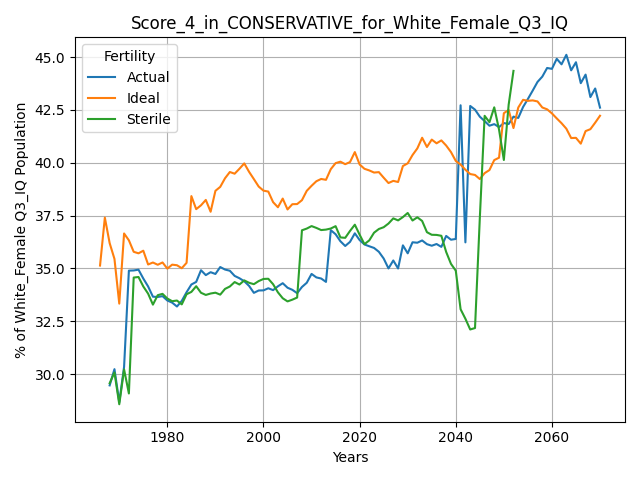 Score_4_in_CONSERVATIVE_for_White_Female_Q3_IQ
Fertility
Actual
Ideal
Sterile
% of White_Female Q3_IQ Population
45.0
42.5
40.0
37.5
35.0
32.5
30.0
1980
2000
2020
2040
2060
Years